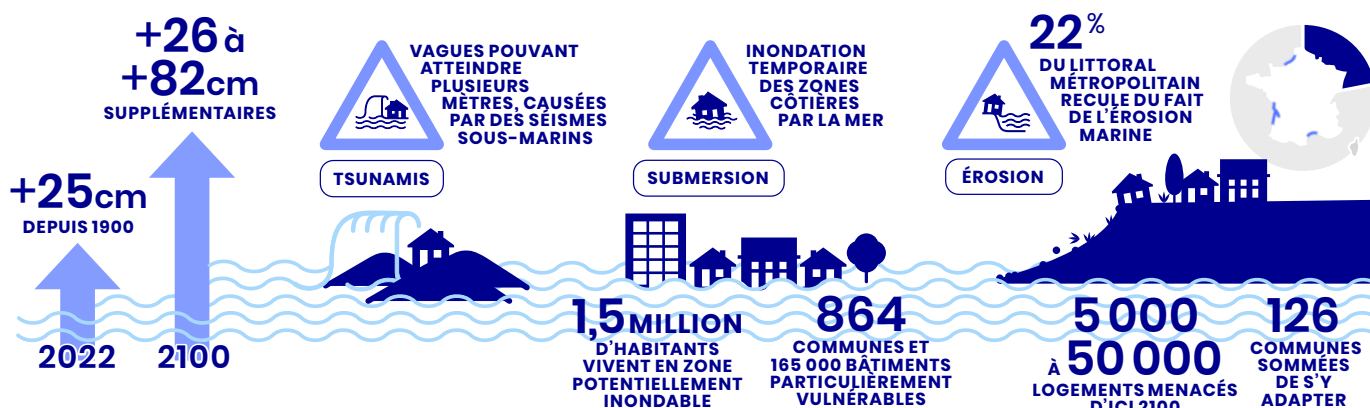 +25cm
DEPUIS 1900
2022
+26 à
+82cm
SUPPLÉMENTAIRES
2100
VAGUES POUVANT
ATTEINDRE
PLUSIEURS
MÈTRES, CAUSÉES
PAR DES SÉISMES
SOUS-MARINS
TSUNAMIS
INONDATION
TEMPORAIRE
DES ZONES
CÔTIÈRES
PAR LA MER
SUBMERSION
1,5 MILLION
D'HABITANTS
VIVENT EN ZONE
POTENTIELLEMENT
INONDABLE
864
COMMUNES ET
165 000 BÂTIMENTS
PARTICULIÈREMENT
VULNÉRABLES
22%
DU LITTORAL
MÉTROPOLITAIN
RECULE DU FAIT
DE L'ÉROSION
MARINE
ÉROSION
5 000
À 50 000
LOGEMENTS MENACÉS
D'ICI 2100
126
COMMUNES
SOMMÉES
DE S'Y
ADAPTER